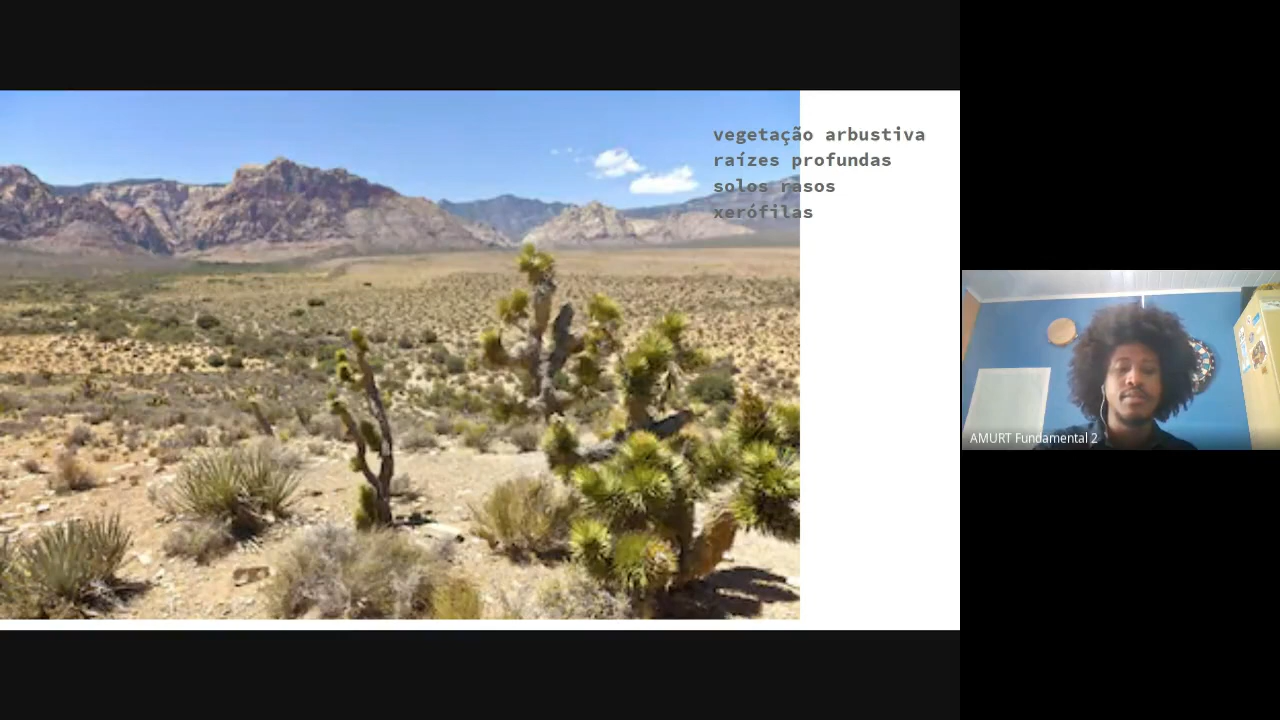 vegetação arbustiva
raízes profundas
solos rasos
xerófilas
AMURT Fundamental 2